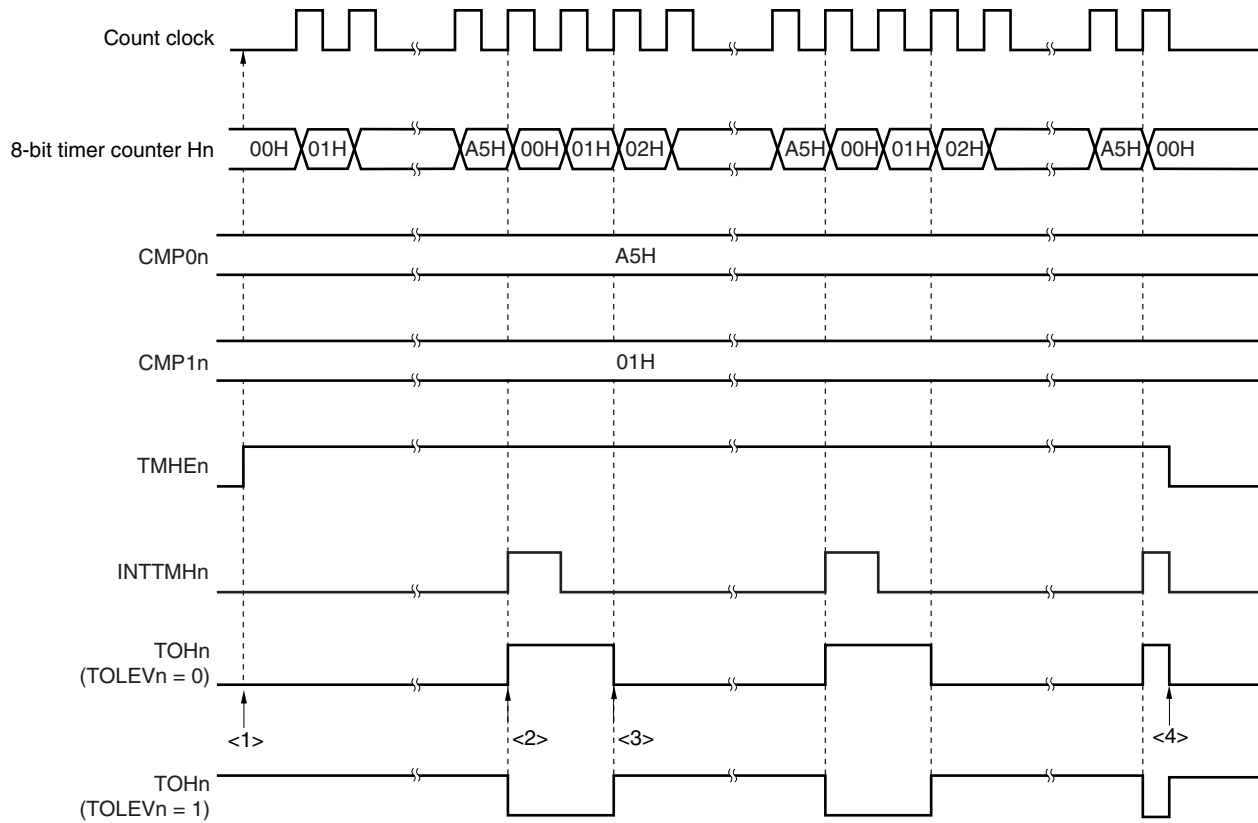 Count clock
8-bit timer counter Hn
00H 01H A5H 00H 01H 02H A5H 00H 01H 02H A5H 00H
CMP0n
A5H
CMP1n
01H
TMHEn
INTTMHn
TOHn
(TOLEVn = 0)
<1> <2> <3> <4>
TOHn
(TOLEVn = 1)